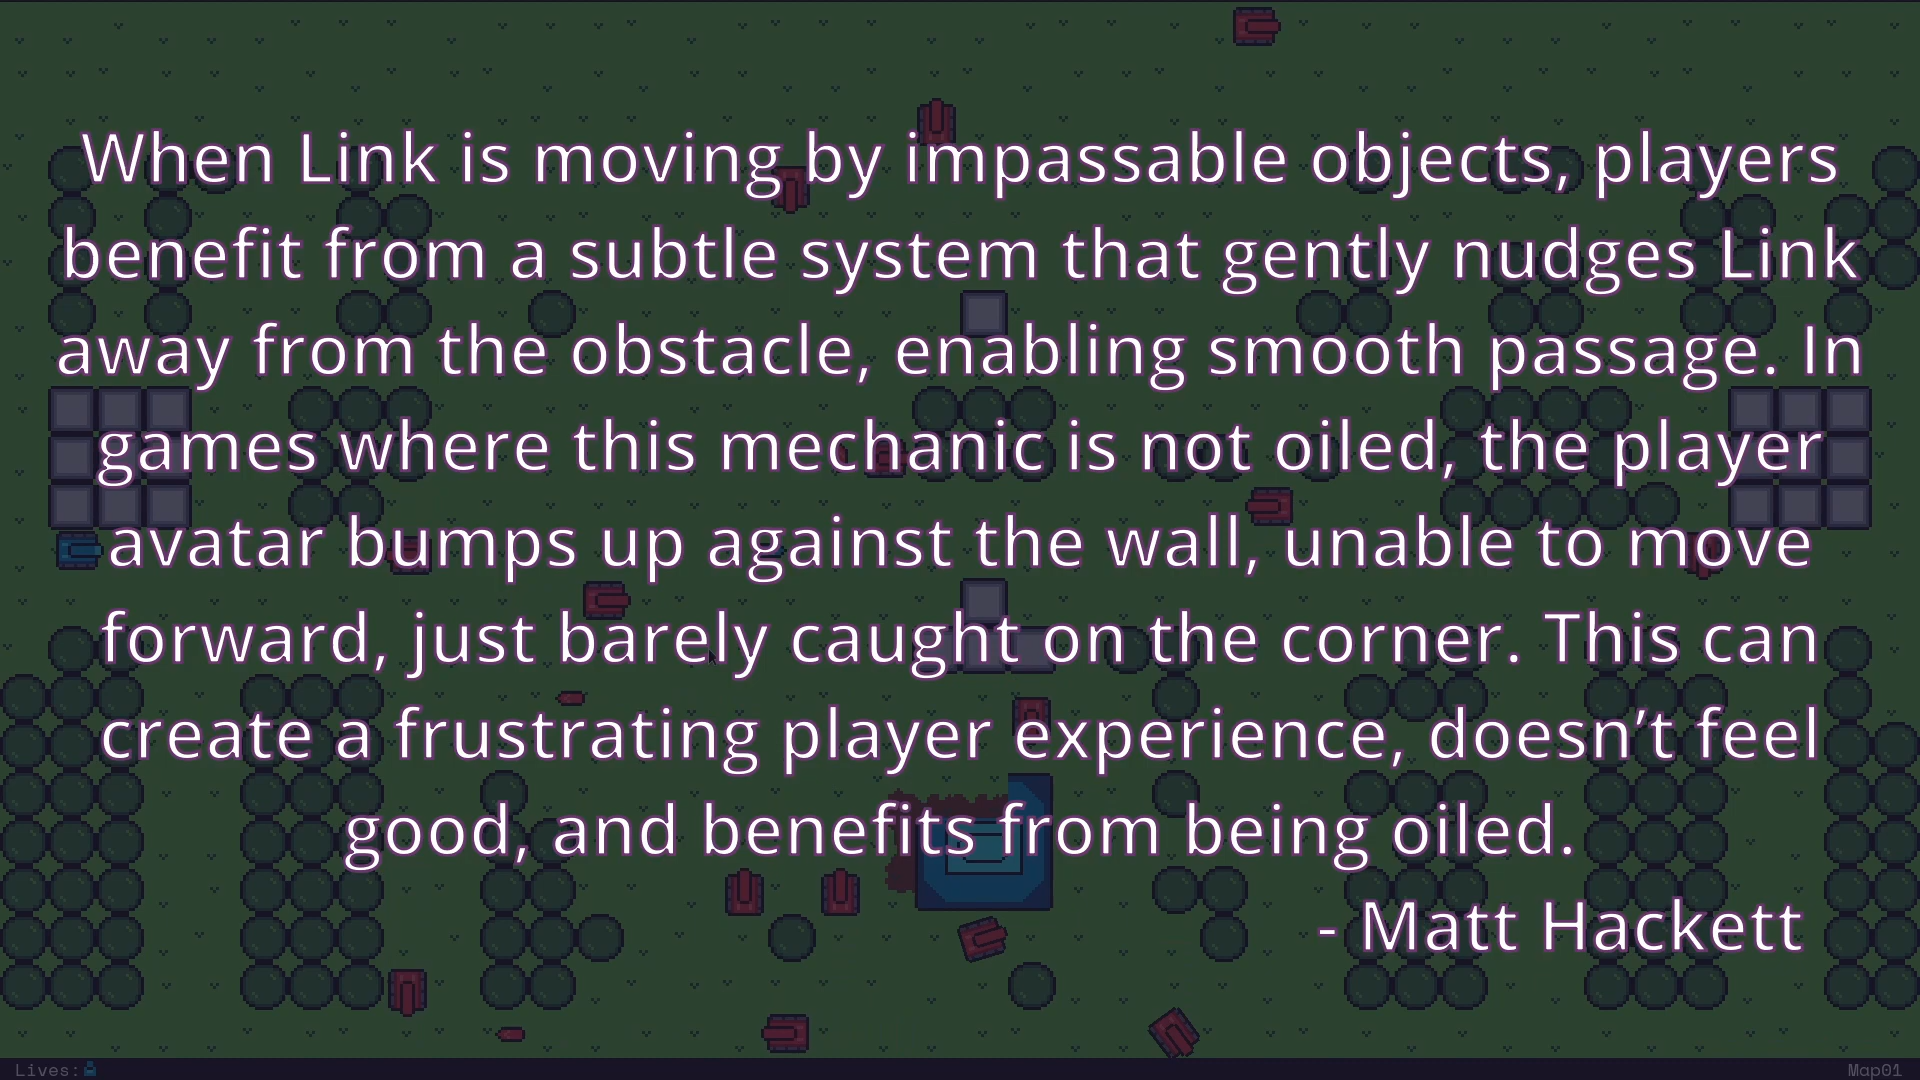 When Link is moving by impassable objects, players
benefit from a subtle system that gently nudges Link
away from the obstacle, enabling smooth passage. In
games where this mechanic is not oiled, the player
avatar bumps up against the wall, unable to move
forward, just barely caught on the corner. This can
create a frustrating player experience, doesn’t feel
good, and benefits from being oiled.
- Matt Hackett
Lives:
Map01